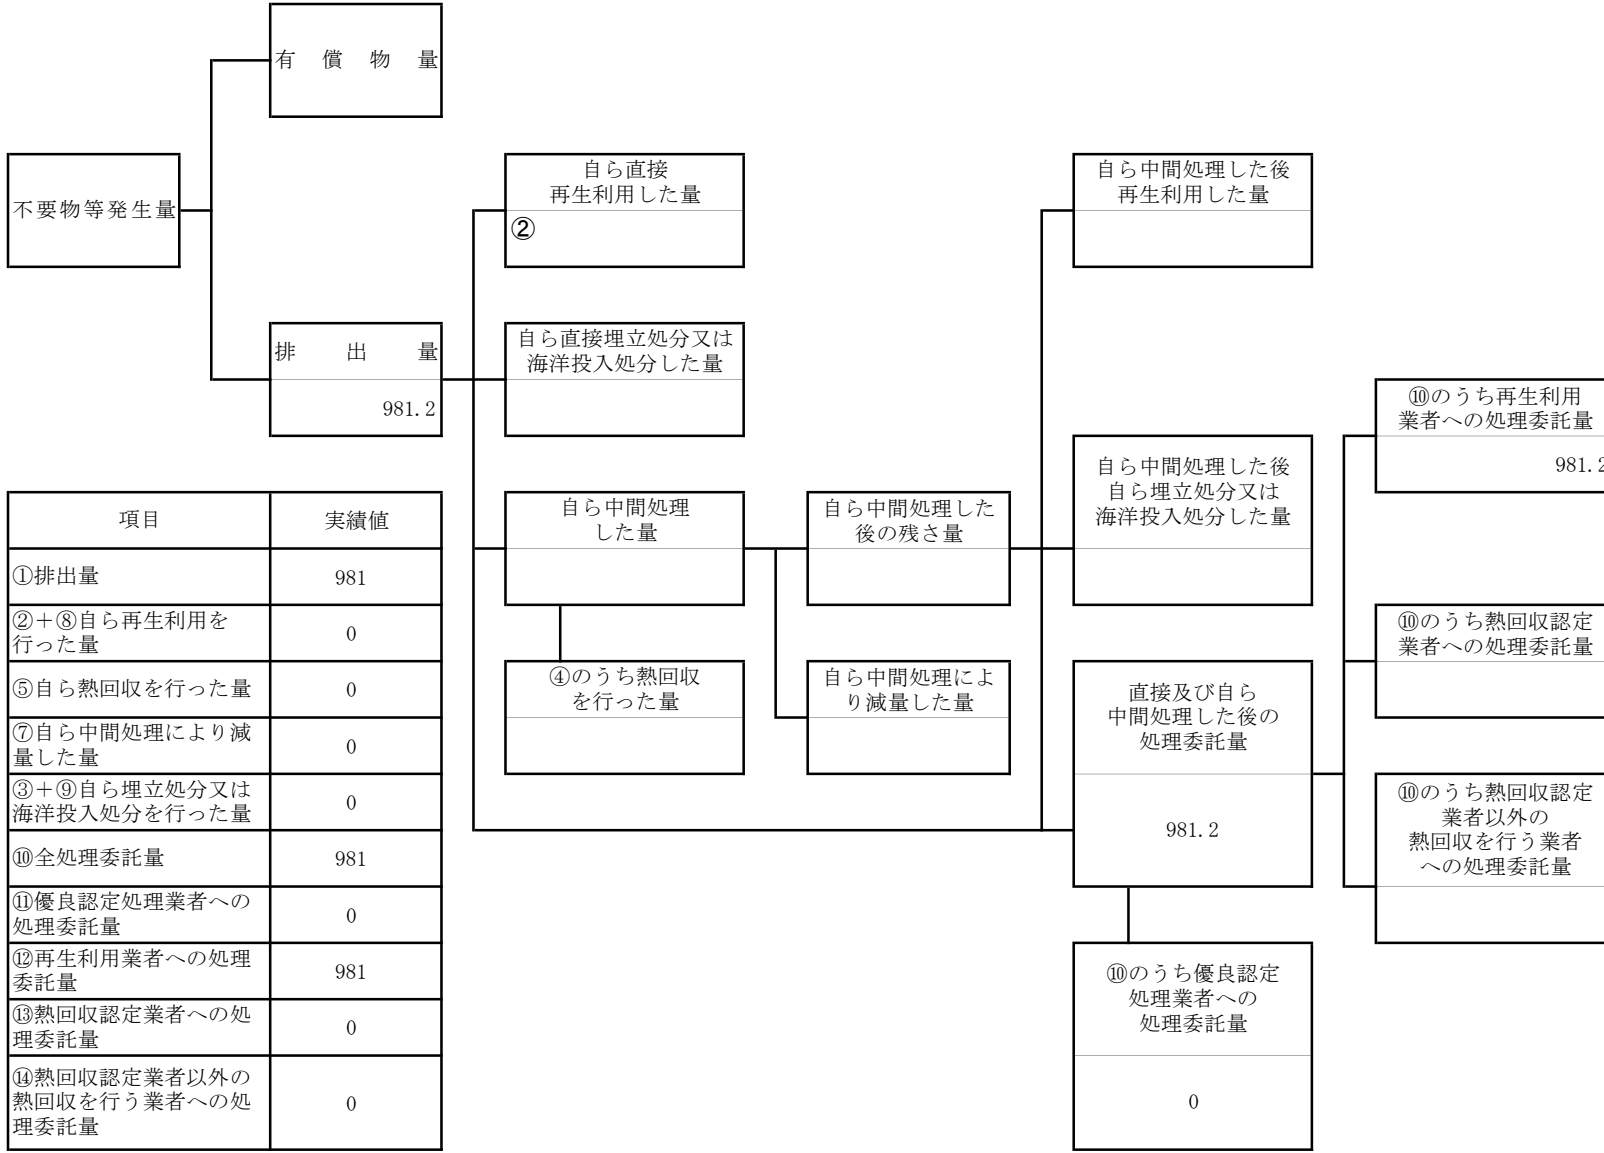 有償物量
不要物等発生量
自ら直接
再生利用した量
②
自ら中間処理した後
再生利用した量
排出量
981.2
自ら直接埋立処分又は
海洋投入処分した量
⑩のうち再生利用
業者への処理委託量
981.2
自ら中間処理
した量
自ら中間処理した
後の残さ量
自ら中間処理した後
自ら埋立処分又は
海洋投入処分した量
④のうち熱回収
を行った量
自ら中間処理によ
り減量した量
直接及び自ら
中間処理した後の
処理委託量
981.2
⑩のうち熱回収認定
業者への処理委託量
⑩のうち熱回収認定
業者以外の
熱回収を行う業者
への処理委託量
⑩のうち優良認定
処理業者への
処理委託量
0
項目 実績値
①排出量 981
②＋⑧自ら再生利用を
行った量 0
⑤自ら熱回収を行った量 0
⑦自ら中間処理により減
量した量 0
③＋⑨自ら埋立処分又は
海洋投入処分を行った量 0
⑩全処理委託量 981
⑪優良認定処理業者への
処理委託量 0
⑫再生利用業者への処理
委託量 981
⑬熱回収認定業者への処
理委託量 0
⑭熱回収認定業者以外の
熱回収を行う業者への処
理委託量 0